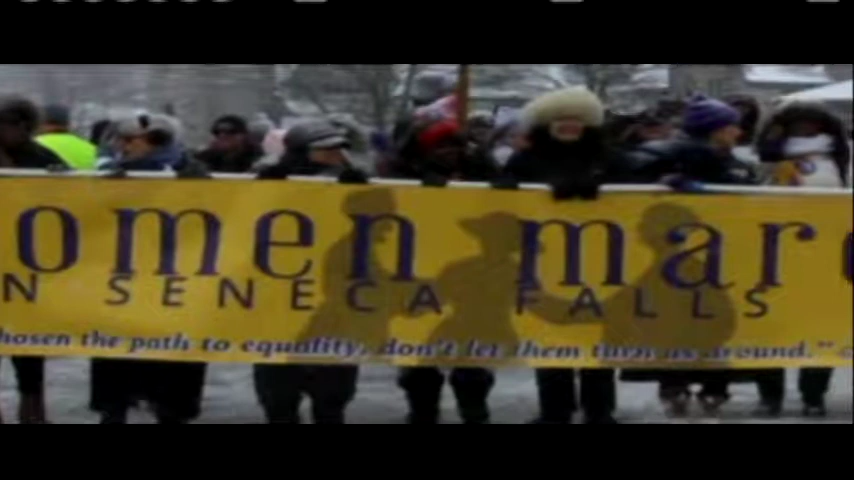 omen mar
N SENECA FALLS
hosen the path to equality, don't let them turn us around."